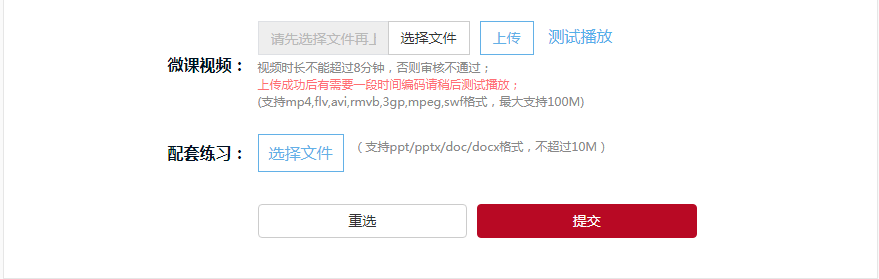 请先选择文件再上 选择文件 上传 测试播放
微课视频：
视频时长不能超过8分钟，否则审核不通过；
上传成功后有需要一段时间编码请稍后测试播放；
(支持mp4,flv,avi,rmvb,3gp,mpeg,swf格式，最大支持100M)
配套练习： 选择文件 （支持ppt/pptx/doc/docx格式，不超过10M）
重选 提交